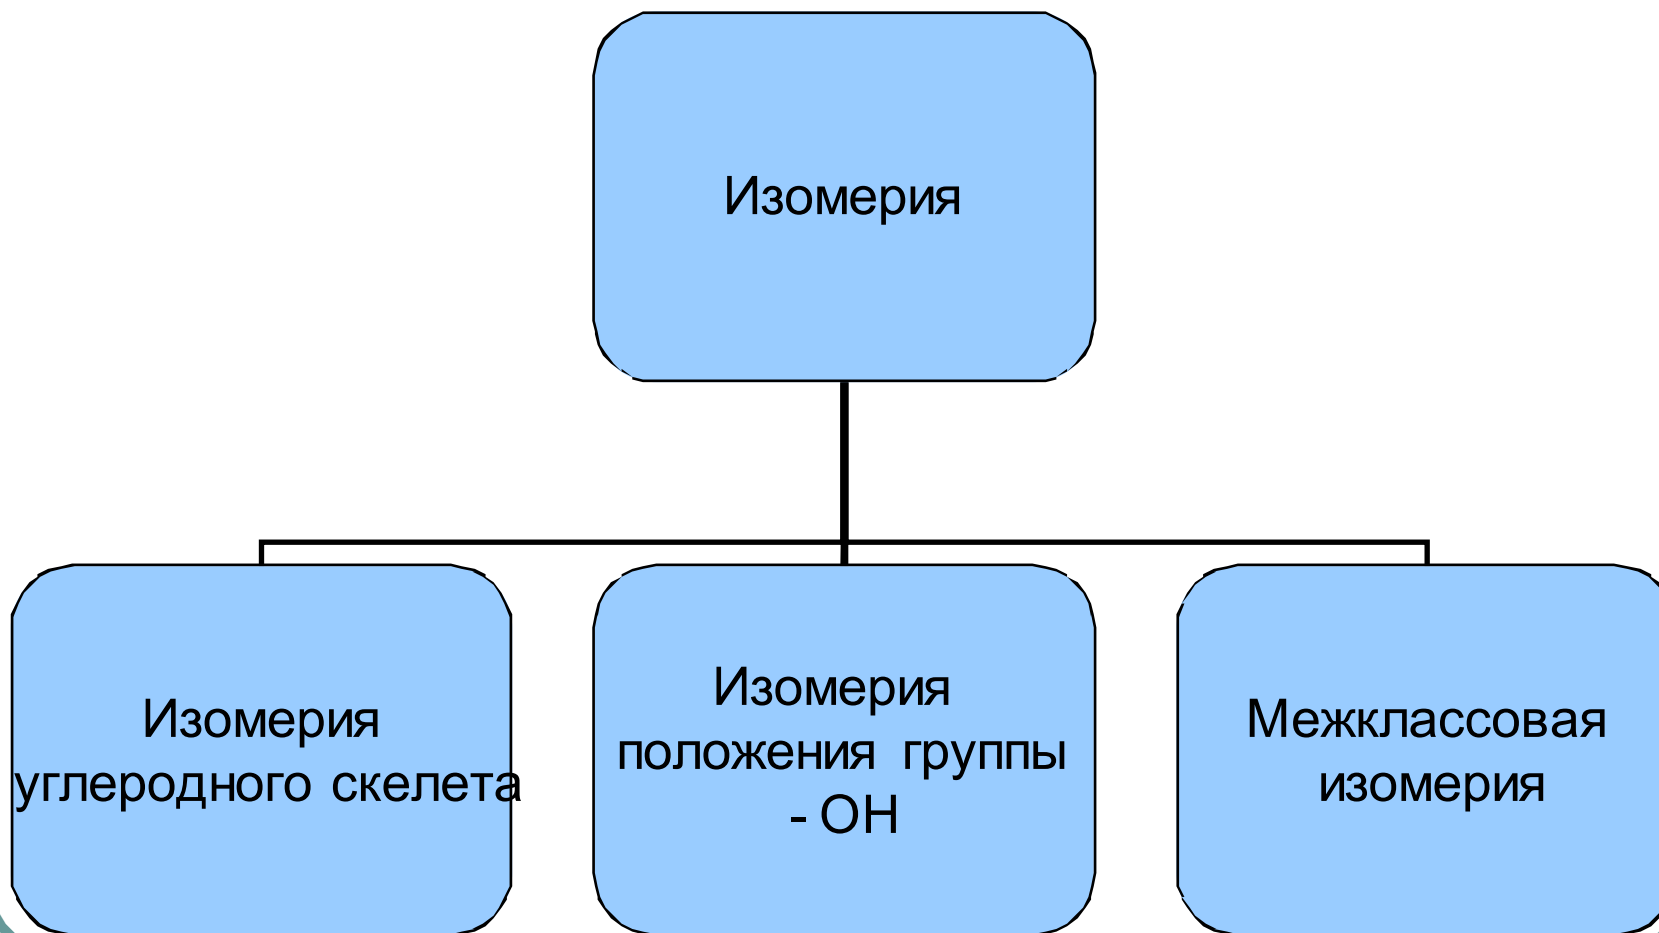 Изомерия
Изомерия
углеродного скелета
Изомерия
положения группы
- ОН
Межклассовая
изомерия